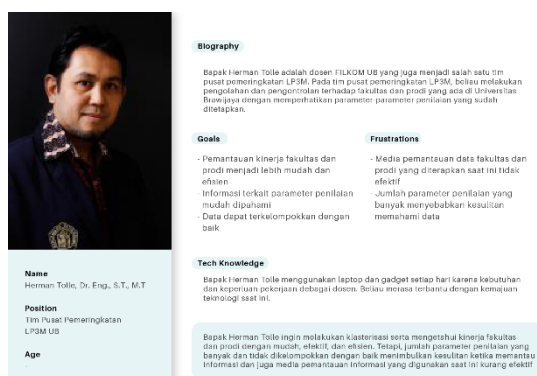 Biography
Bapak Herman Tolle adalah dosen FILKOM UB yang juga menjadi salah satu tim
pusat pemeringkatan LP3M. Pada tim pusat pemeringkatan LP3M, beliau melakukan
pengolahan dan pengontrolan terhadap fakultas dan prodi yang ada di Universitas
Brawijaya dengan memperhatikan parameter-parameter penilaian yang sudah
ditetapkan.
Goals
- Pemantauan kinerja fakultas dan
prodi menjadi lebih mudah dan
efisien
- Informasi terkait parameter penilaian
mudah dipahami
- Data dapat terkelompokkan dengan
baik
Frustrations
- Media pemantauan data fakultas dan
prodi yang diterapkan saat ini tidak
efektif
- Jumlah parameter penilaian yang
banyak menyebabkan kesulitan
memahami data
Tech Knowledge
Bapak Herman Tolle menggunakan laptop dan gadget setiap hari karena kebutuhan
dan keperluan pekerjaan debagai dosen. Beliau merasa terbantu dengan kemajuan
teknologi saat ini.
Name
Herman Tolle, Dr. Eng., S.T., M.T
Position
Tim Pusat Pemeringkatan
LP3M UB
Age
-
Bapak Herman Tolle ingin melakukan klasterisasi serta mengetahui kinerja fakultas
dan prodi dengan mudah, efektif, dan efisien. Tetapi, jumlah parameter penilaian yang
banyak dan tidak dikelompokkan dengan baik menimbulkan kesulitan ketika memantau
informasi dan juga media pemantauan informasi yang digunakan saat ini kurang efektif